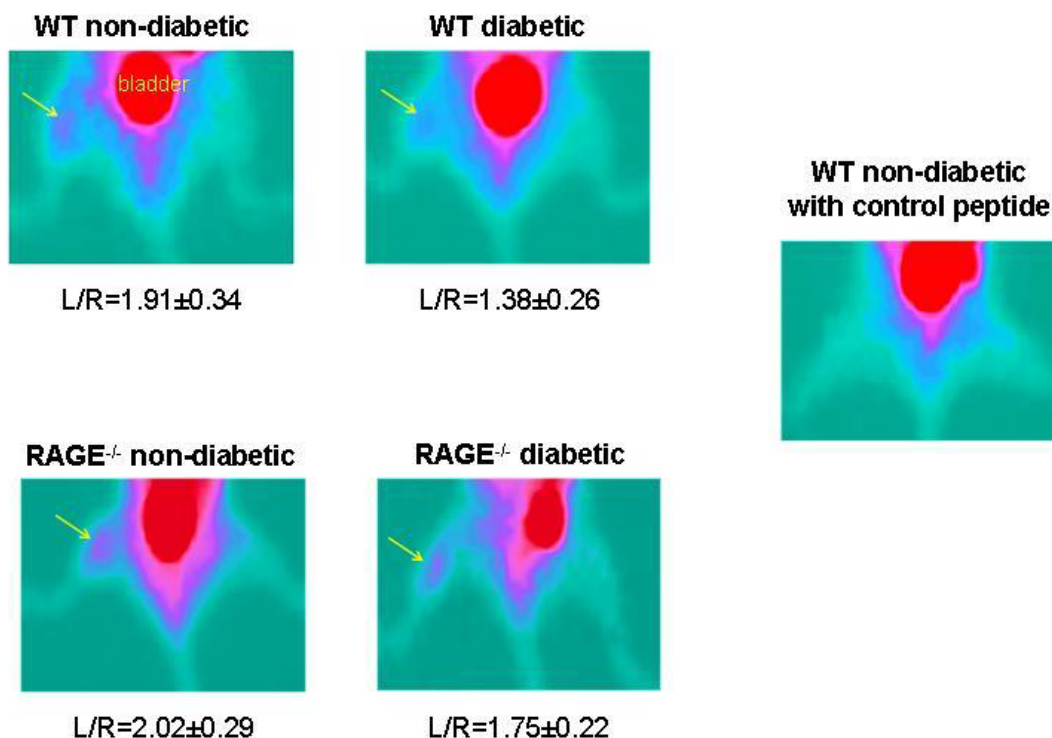 WT non-diabetic
WT diabetic
bladder
L/R=1.91±0.34
L/R=1.38±0.26
WT non-diabetic
with control peptide
RAGE-/- non-diabetic
RAGE-/- diabetic
L/R=2.02±0.29
L/R=1.75±0.22